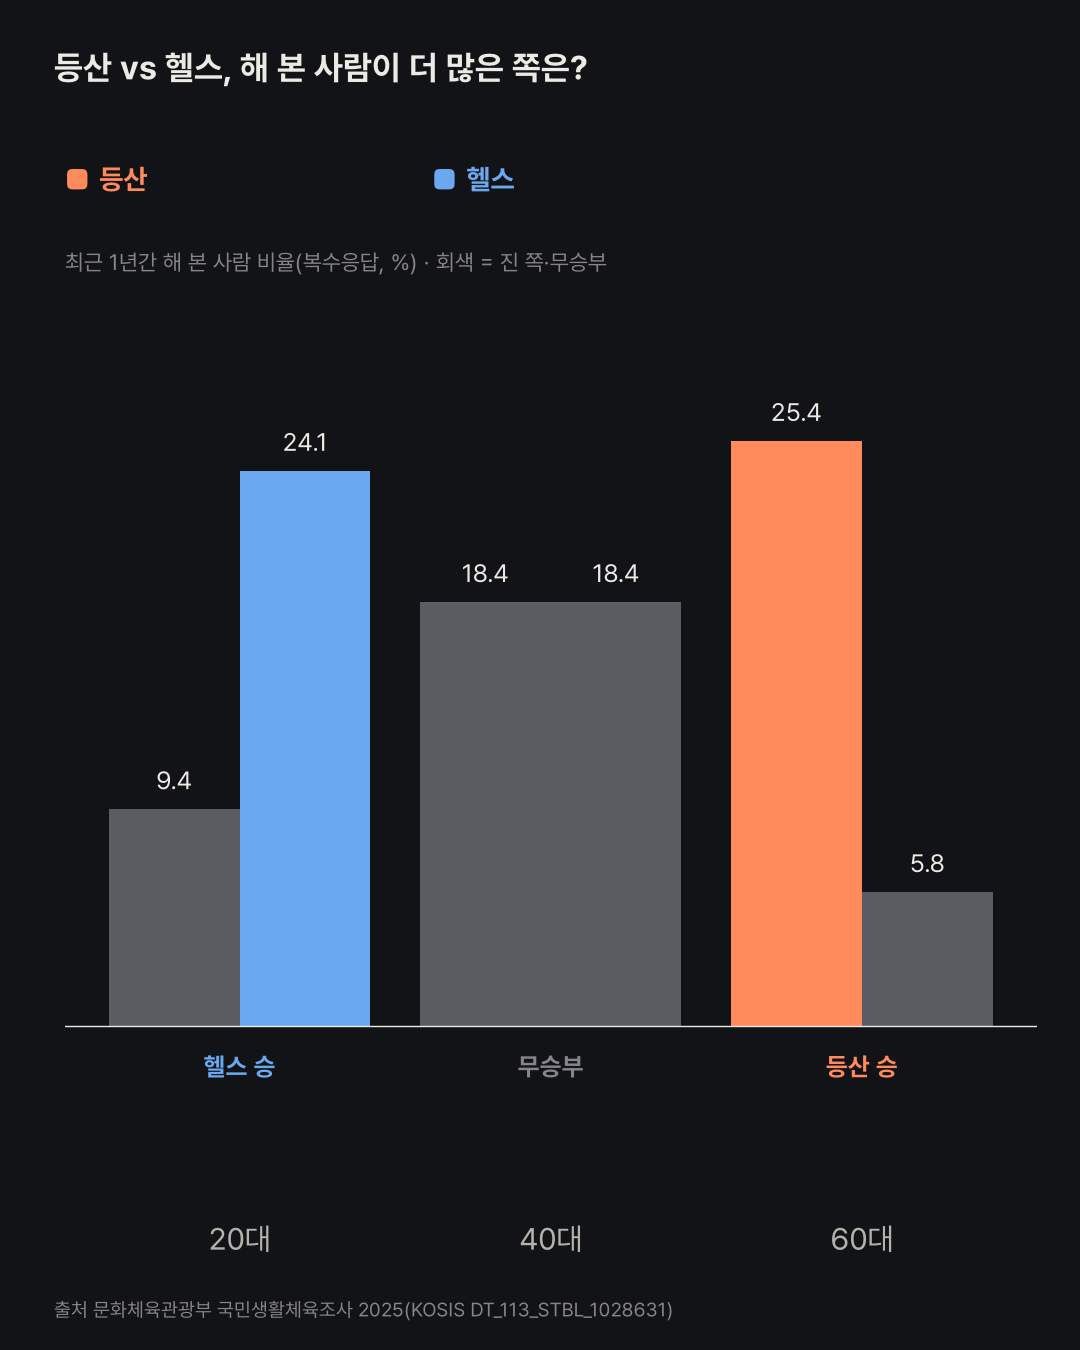 등산 vs 헬스, 해 본 사람이 더 많은 쪽은?
등산 헬스
최근 1년간 해 본 사람 비율(복수응답, %) · 회색 = 진 쪽·무승부
25.4
24.1
18.4 18.4
9.4
5.8
헬스 승 무승부 등산 승
20대 40대 60대
출처 문화체육관광부 국민생활체육조사 2025(KOSIS DT_113_STBL_1028631)